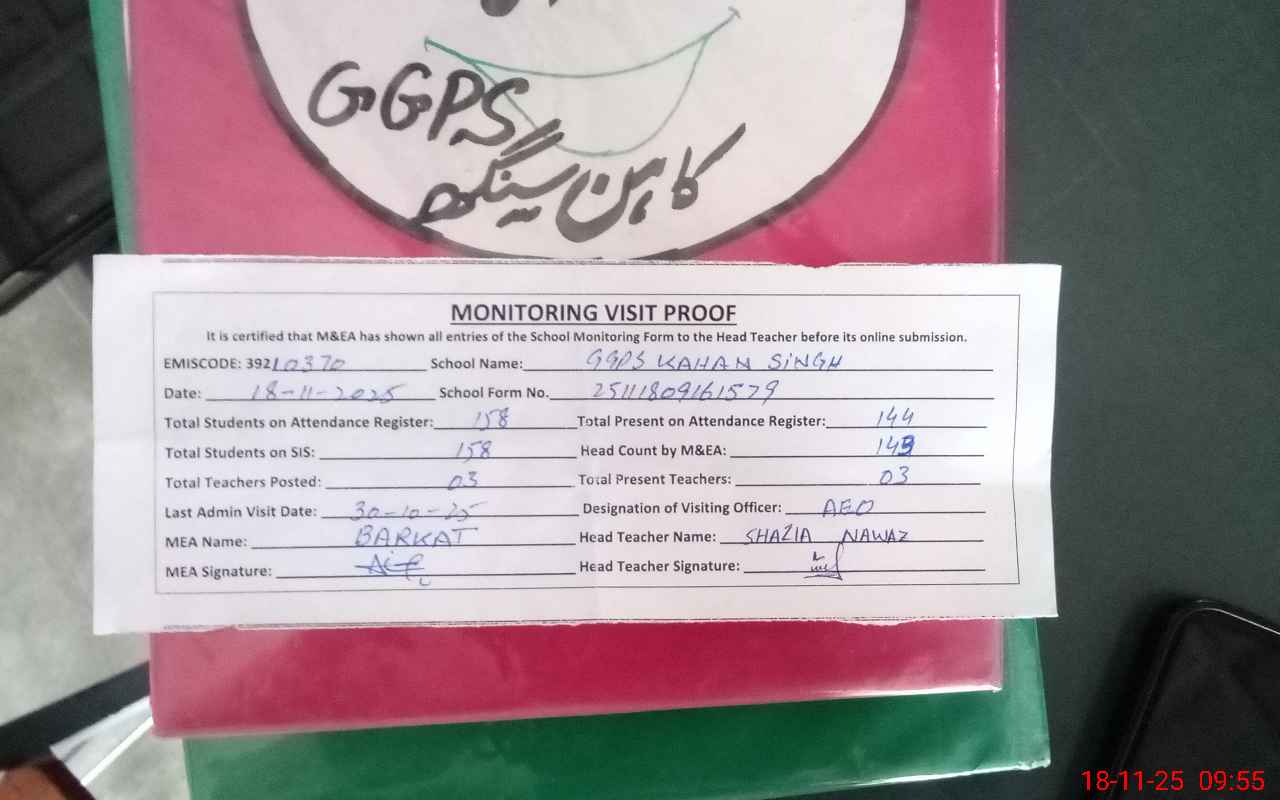 GGPS
کاہن سینگھ
MONITORING VISIT PROOF
It is certified that M&EA has shown all entries of the School Monitoring Form to the Head Teacher before its online submission.
EMISCODE: 39210370 School Name: GGPS KAHAN SINGH
Date: 18-11-2025 School Form No. 25111809161579
Total Students on Attendance Register: 158 Total Present on Attendance Register: 144
Total Students on SIS: 158 Head Count by M&EA: 143
Total Teachers Posted: 03 Total Present Teachers: 03
Last Admin Visit Date: 30-10-25 Designation of Visiting Officer: AEO
MEA Name: BARKAT Head Teacher Name: SHAZIA NAWAZ
MEA Signature: Head Teacher Signature:
18-11-25 09:55